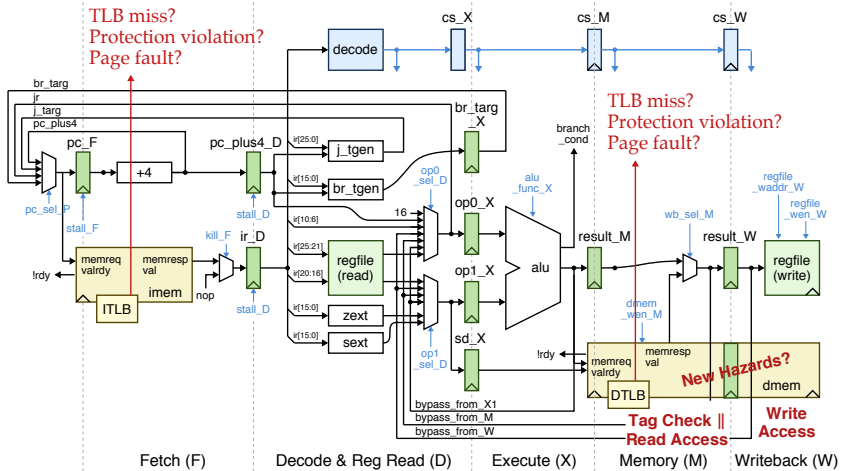 TLB miss?
Protection violation?
Page fault?
cs_X
cs_M
cs_W
decode
br_targ
jr
j_targ
pc_plus4
pc_F
pc_plus4_D
+4
pc_sel_P
stall_F
stall_D
ir[25:0]
j_tgen
ir[15:0]
br_tgen
br_targ
_X
op0
_sel_D
16
ir[10:6]
op0_X
alu
_func_X
branch
_cond
TLB miss?
Protection violation?
Page fault?
regfile
_waddr_W
regfile
_wen_W
wb_sel_M
kill_F
ir_D
memreq
valrdy
memresp
val
!rdy
imem
ITLB
nop
stall_D
ir[25:21]
ir[20:16]
regfile
(read)
op1_X
alu
result_M
result_W
regfile
(write)
ir[15:0]
zext
ir[15:0]
sext
op1
_sel_D
sd_X
dmem
_wen_M
!rdy
memreq
valrdy
memresp
val
DTLB
New Hazards?
dmem
bypass_from_X1
bypass_from_M
bypass_from_W
Tag Check ||
Read Access
Write
Access
Fetch (F)
Decode & Reg Read (D)
Execute (X)
Memory (M)
Writeback (W)